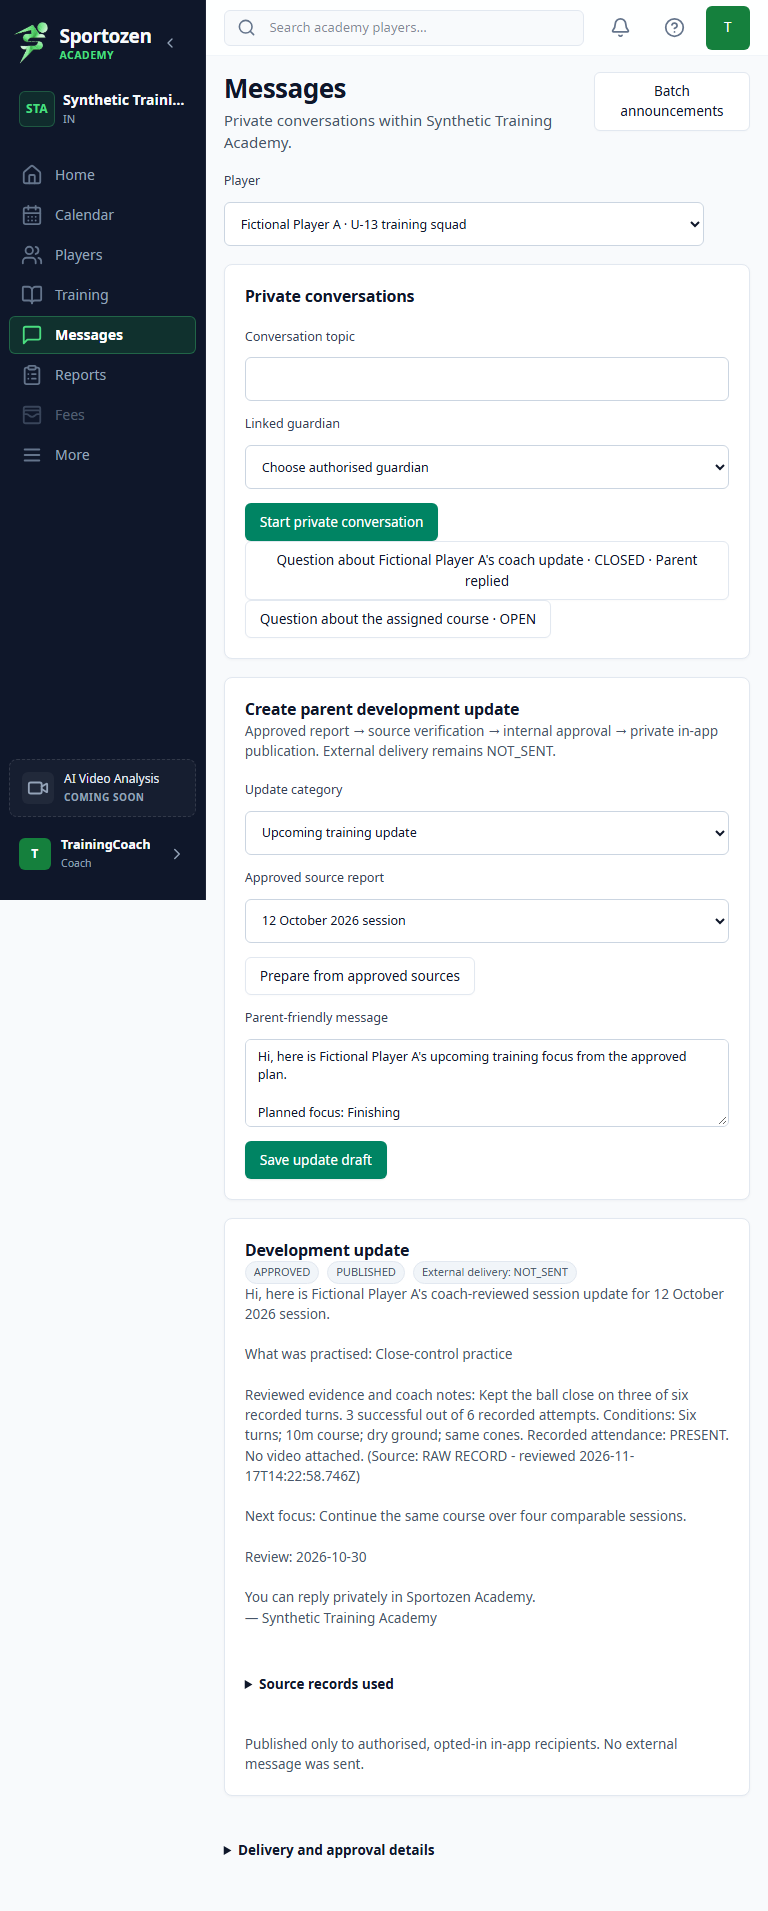 Sportozen
ACADEMY
STA
Synthetic Traini...
IN
Home
Calendar
Players
Training
Messages
Reports
Fees
More
AI Video Analysis
COMING SOON
T
TrainingCoach
Coach
Search academy players...
T
Messages
Private conversations within Synthetic Training
Academy.
Batch
announcements
Player
Fictional Player A · U-13 training squad
Private conversations
Conversation topic
Linked guardian
Choose authorised guardian
Start private conversation
Question about Fictional Player A's coach update · CLOSED · Parent
replied
Question about the assigned course · OPEN
Create parent development update
Approved report → source verification → internal approval → private in-app
publication. External delivery remains NOT_SENT.
Update category
Upcoming training update
Approved source report
12 October 2026 session
Prepare from approved sources
Parent-friendly message
Hi, here is Fictional Player A's upcoming training focus from the approved
plan.
Planned focus: Finishing
Save update draft
Development update
APPROVED
PUBLISHED
External delivery: NOT_SENT
Hi, here is Fictional Player A's coach-reviewed session update for 12 October
2026 session.
What was practised: Close-control practice
Reviewed evidence and coach notes: Kept the ball close on three of six
recorded turns. 3 successful out of 6 recorded attempts. Conditions: Six
turns; 10m course; dry ground; same cones. Recorded attendance: PRESENT.
No video attached. (Source: RAW RECORD - reviewed 2026-11-
17T14:22:58.746Z)
Next focus: Continue the same course over four comparable sessions.
Review: 2026-10-30
You can reply privately in Sportozen Academy.
— Synthetic Training Academy
Source records used
Published only to authorised, opted-in in-app recipients. No external
message was sent.
Delivery and approval details